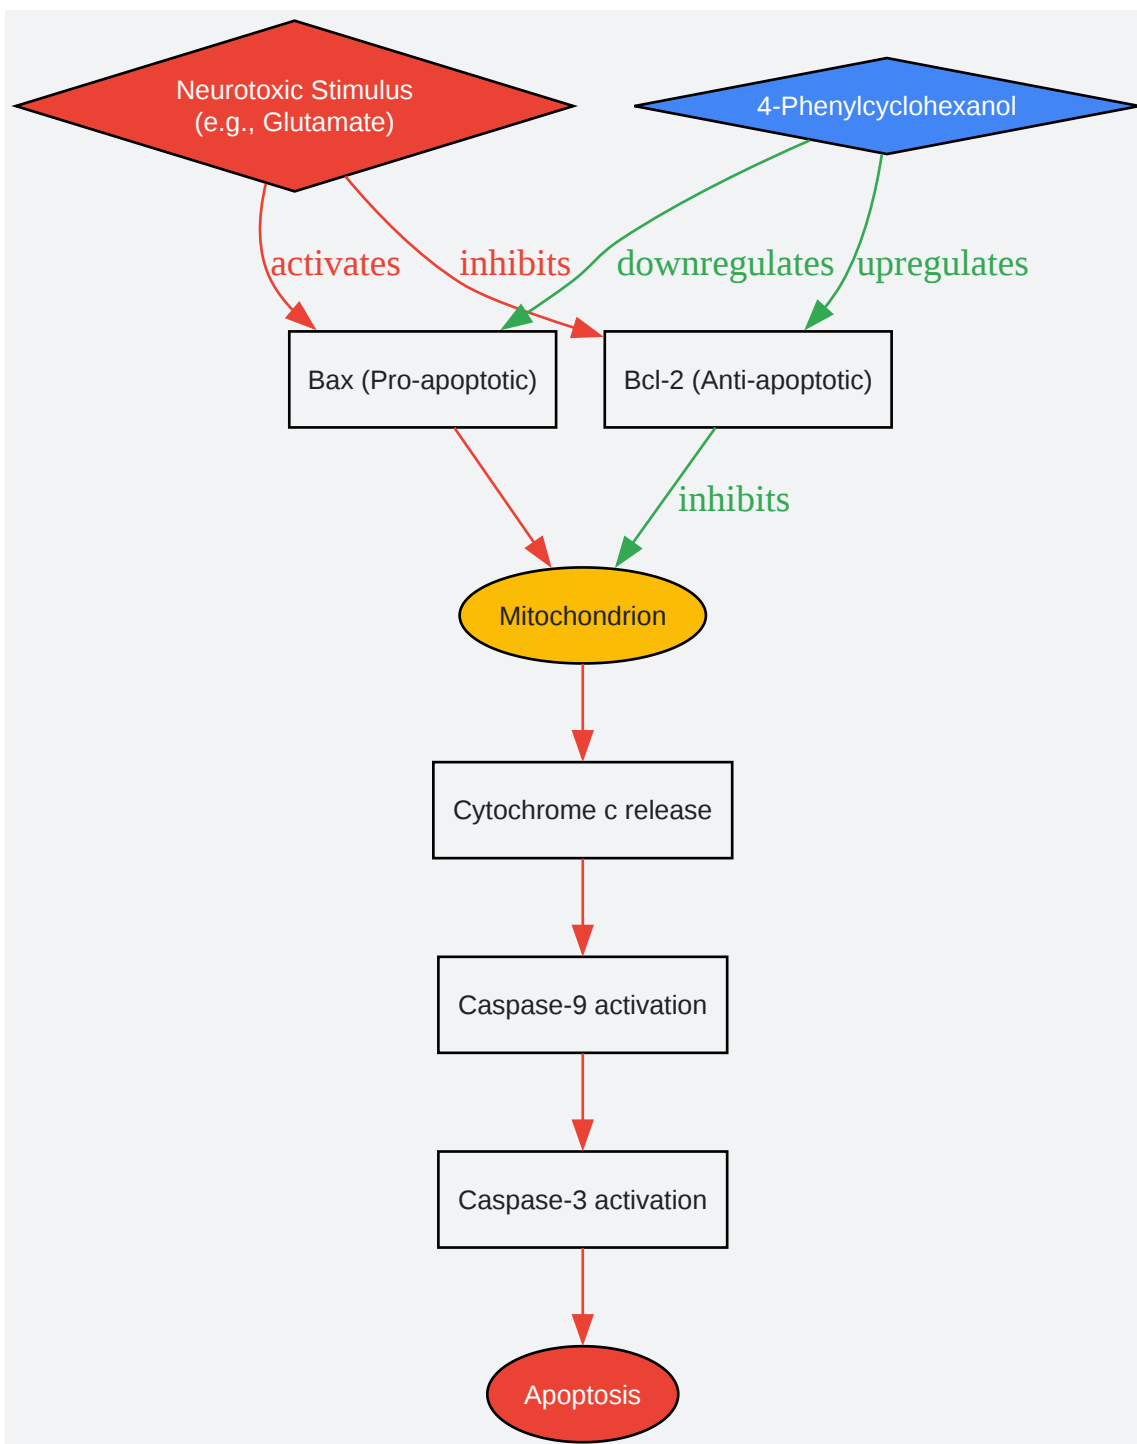 Neurotoxic Stimulus
(e.g., Glutamate)
4-Phenylcyclohexanol
activates
inhibits
downregulates
upregulates
Bax (Pro-apoptotic)
Bcl-2 (Anti-apoptotic)
inhibits
Mitochondrion
Cytochrome c release
Caspase-9 activation
Caspase-3 activation
Apoptosis